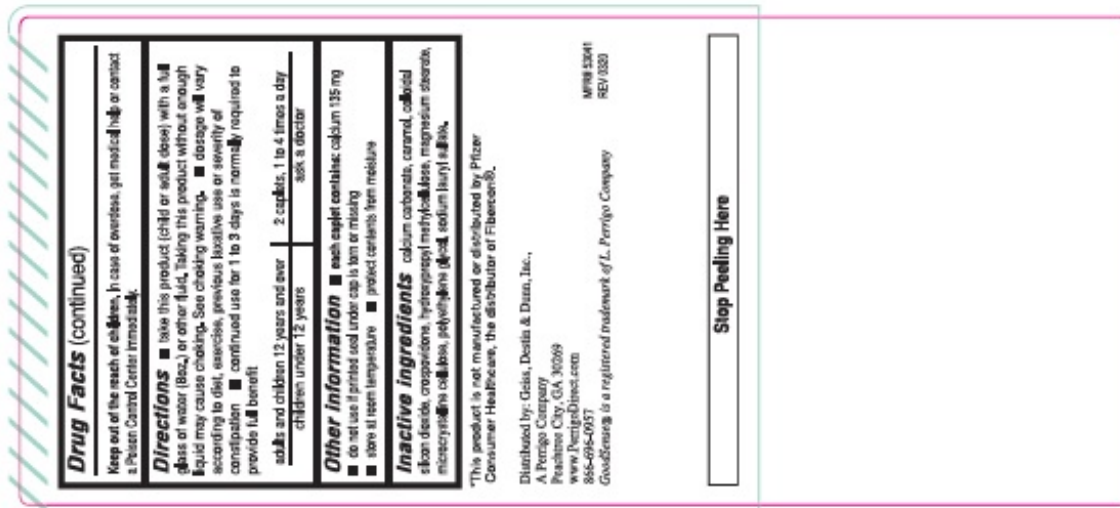 Drug Facts (continued)
Keep out of the reach of children. In case of overdose, get medical help or contact
a Poison Control Center immediately.
Directions ■ take this product (child or adult dose) with a full
glass of water (8oz.) or other fluid. Taking this product without enough
liquid may cause choking. See choking warning. ■ dosage will vary
according to diet, exercise, previous laxative use or severity of
constipation ■ continued use for 1 to 3 days is normally required to
provide full benefit
adults and children 12 years and over 2 caplets, 1 to 4 times a day
children under 12 years ask a doctor
Other information ■ each caplet contains: calcium 135 mg
■ do not use if printed seal under cap is torn or missing
■ store at room temperature ■ protect contents from moisture
Inactive ingredients calcium carbonate, caramel, colloidal
silicon dioxide, crospovidone, hydroxypropyl methylcellulose, magnesium stearate,
microcrystalline cellulose, polyethylene glycol, sodium lauryl sulfate.
*This product is not manufactured or distributed by Pfizer
Consumer Healthcare, the distributor of Fibercon®.
Distributed by: Geiss, Destin & Dunn, Inc.,
A Perrigo Company
Peachtree City, GA 30269
www.PerrigoDirect.com
866-696-0957
GoodSense® is a registered trademark of L. Perrigo Company
MFR# 53041
REV 0320
Stop Peeling Here